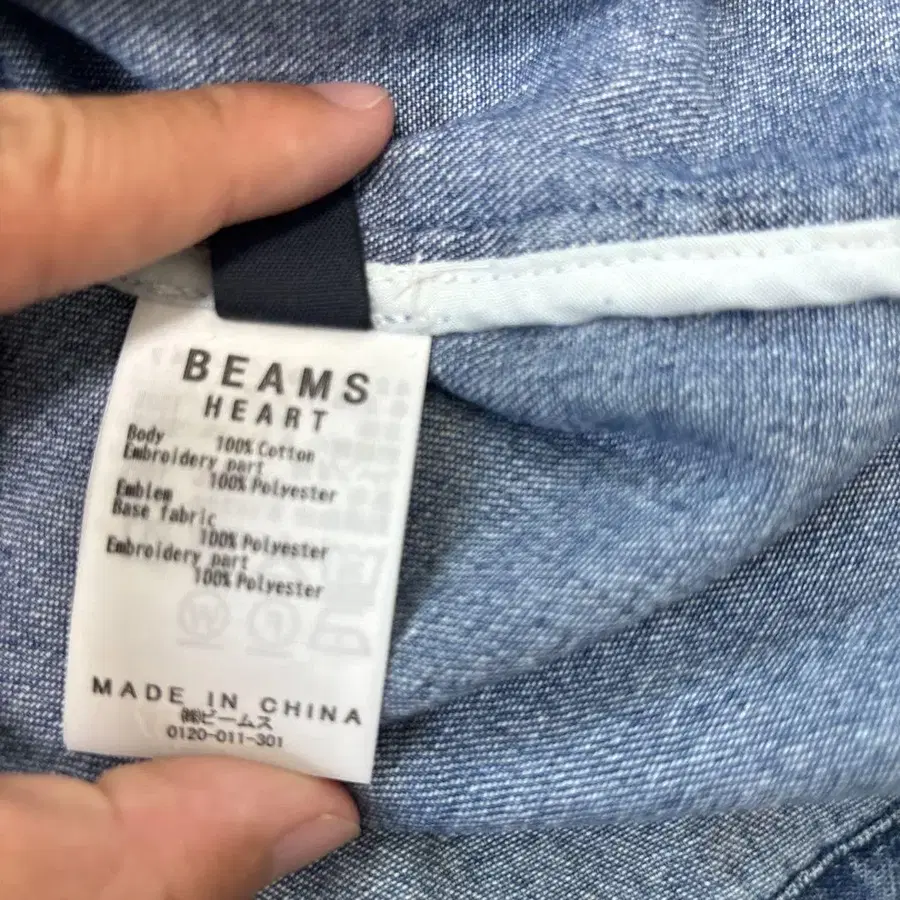 BEAMS
HEART
Body
100% Cotton
Embroidery part
100% Polyester
Emblem
Base fabric
100% Polyester
Embroidery part
100% Polyester
MADE IN CHINA
㈱ビームス
0120-011-301